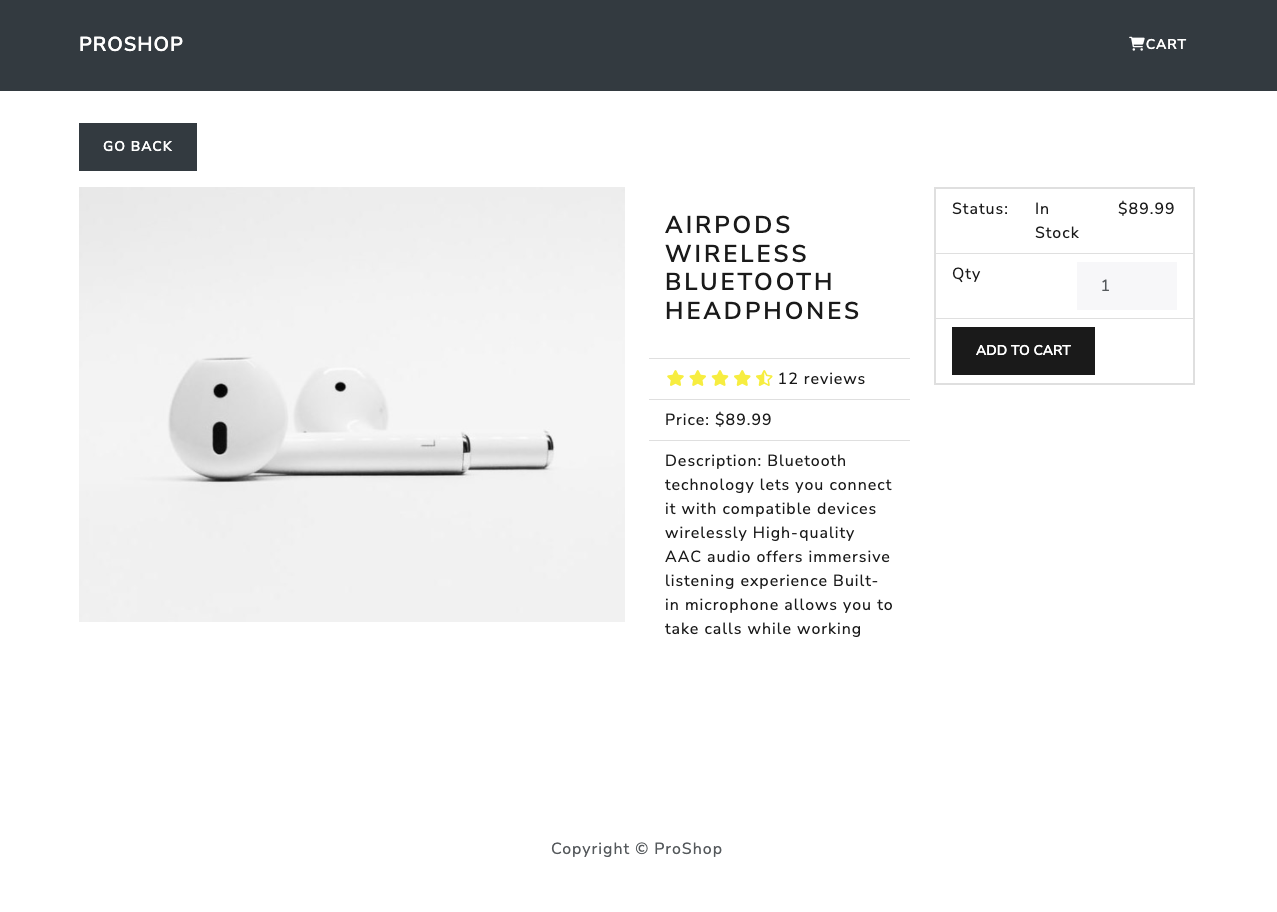 PROSHOP
CART
GO BACK
AIRPODS
WIRELESS
BLUETOOTH
HEADPHONES
12 reviews
Price: $89.99
Description: Bluetooth
technology lets you connect
it with compatible devices
wirelessly High-quality
AAC audio offers immersive
listening experience Built-
in microphone allows you to
take calls while working
Status: In Stock $89.99
Qty 1
ADD TO CART
Copyright © ProShop